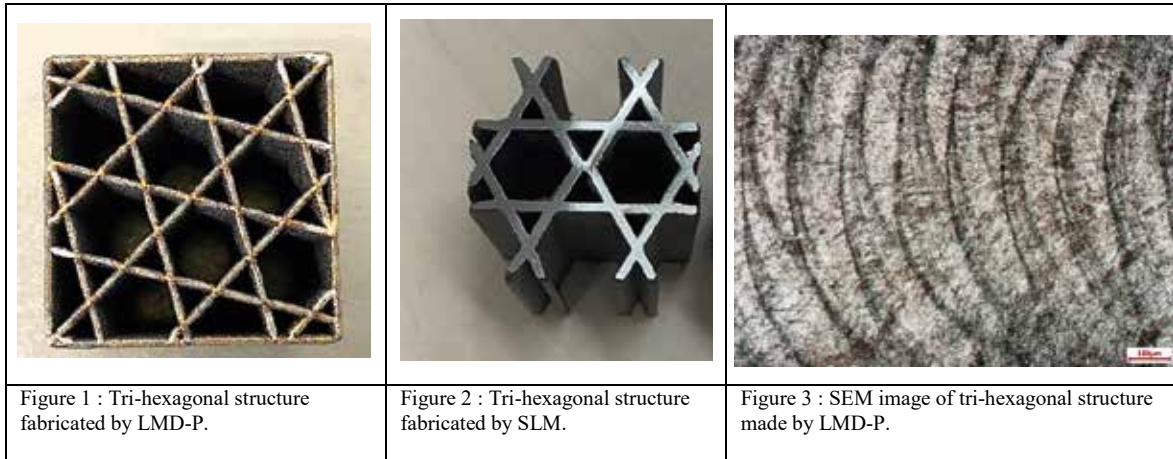 100µm
Figure 1 : Tri-hexagonal structure
fabricated by LMD-P.
Figure 2 : Tri-hexagonal structure
fabricated by SLM.
Figure 3 : SEM image of tri-hexagonal structure
made by LMD-P.